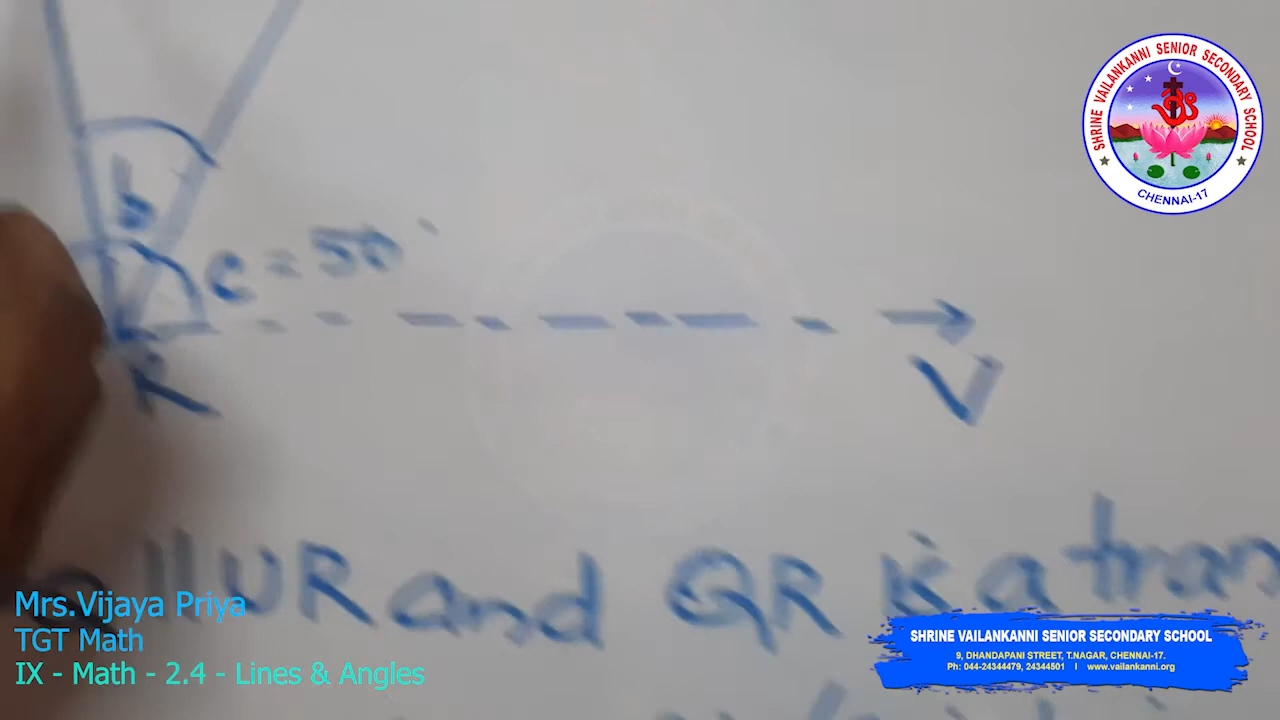 SHRINE VAILANKANNI SENIOR SECONDARY SCHOOL
CHENNAI-17
b
c = 50°
R
V
|| UR and QR is a tran
Mrs.Vijaya Priya
TGT Math
IX - Math - 2.4 - Lines & Angles
SHRINE VAILANKANNI SENIOR SECONDARY SCHOOL
9, DHANDAPANI STREET, T.NAGAR, CHENNAI-17.
Ph: 044-24344479, 24344501 I www.vailankanni.org